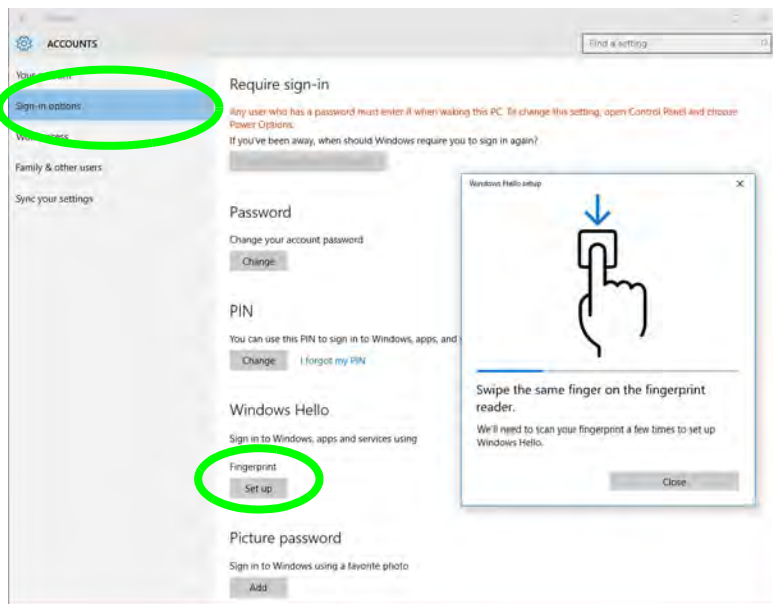 ACCOUNTS
Find a setting
Sign-in options
Family & other users
Sync your settings
Require sign-in
Any user who has a password must enter it when waking this PC. To change this setting, open Control Panel and choose
Power Options.
If you've been away, when should Windows require you to sign in again?
Password
Change your account password
Change
PIN
You can use this PIN to sign in to Windows, apps, and
Change I forgot my PIN
Windows Hello
Sign in to Windows, apps and services using
Fingerprint
Set up
Picture password
Sign in to Windows using a favorite photo
Add
Windows Hello setup
Swipe the same finger on the fingerprint
reader.
We'll need to scan your fingerprint a few times to set up
Windows Hello.
Close